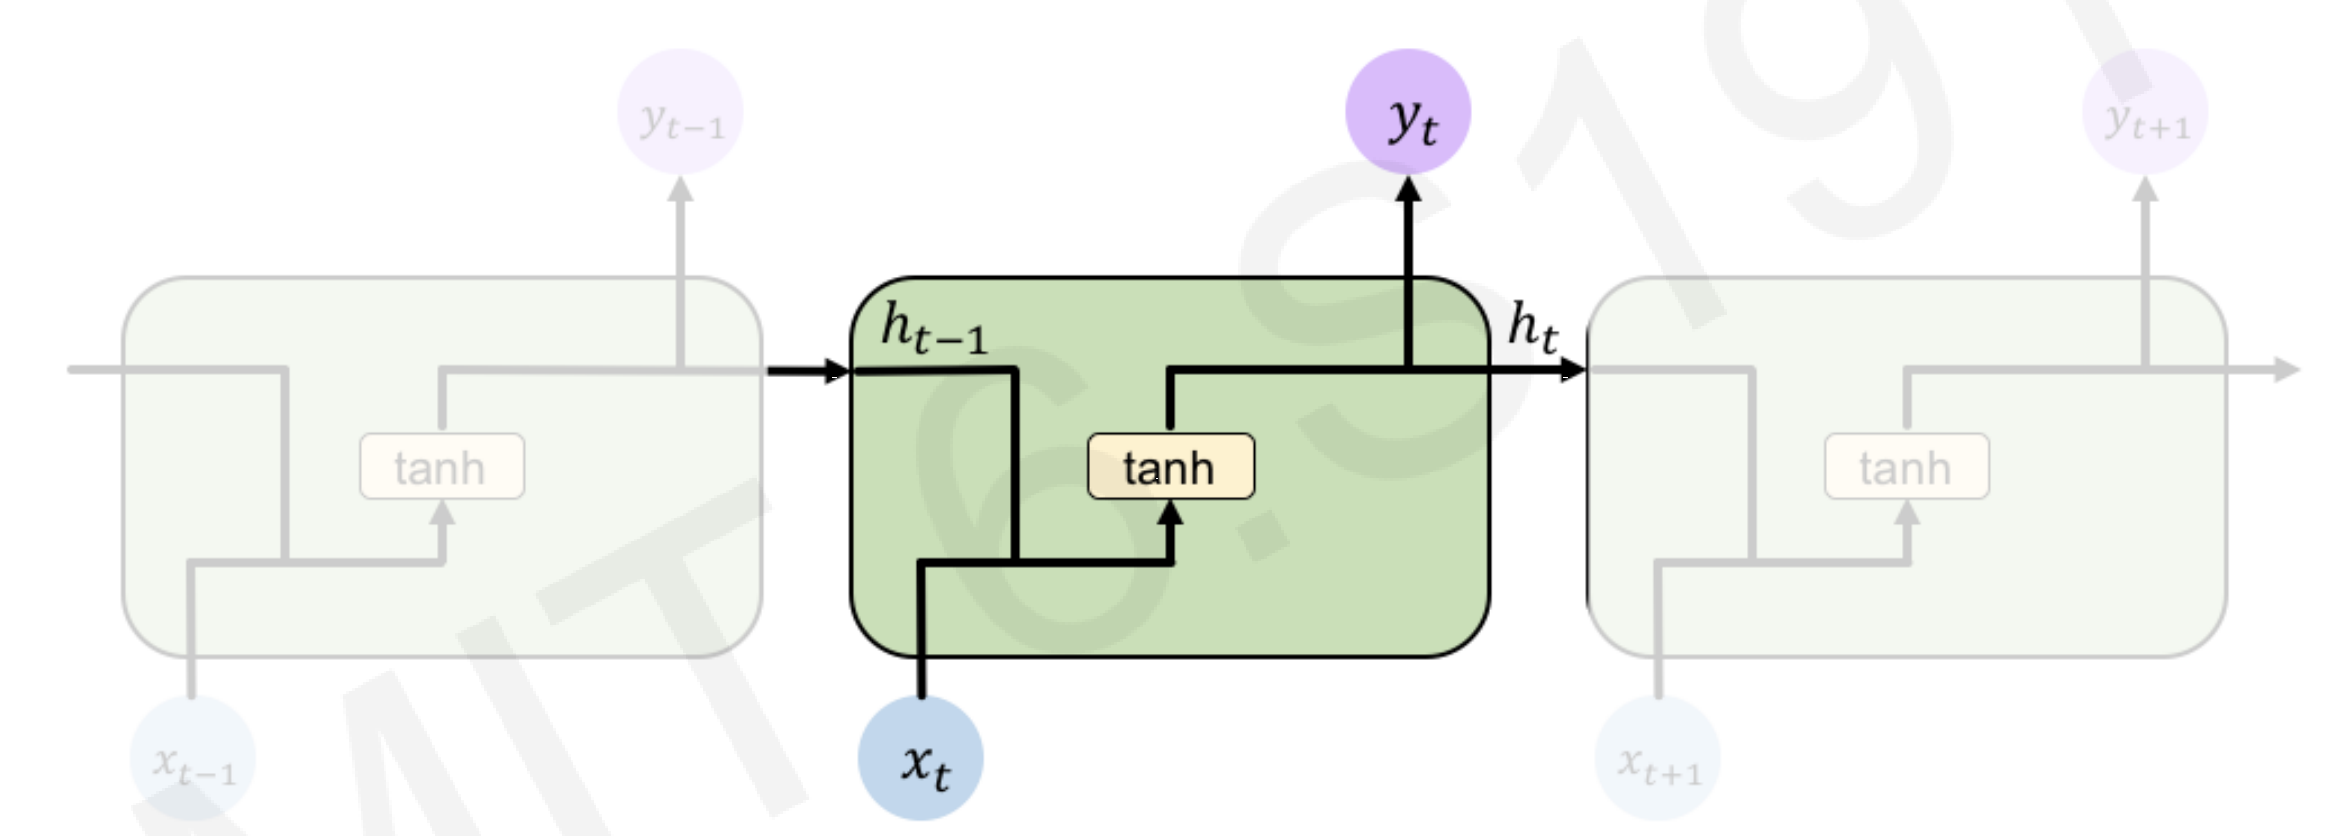 y_{t−1} y_t y_{t+1}
h_{t−1} h_t
tanh tanh tanh
x_{t−1} x_t x_{t+1}
MIT 6.S191